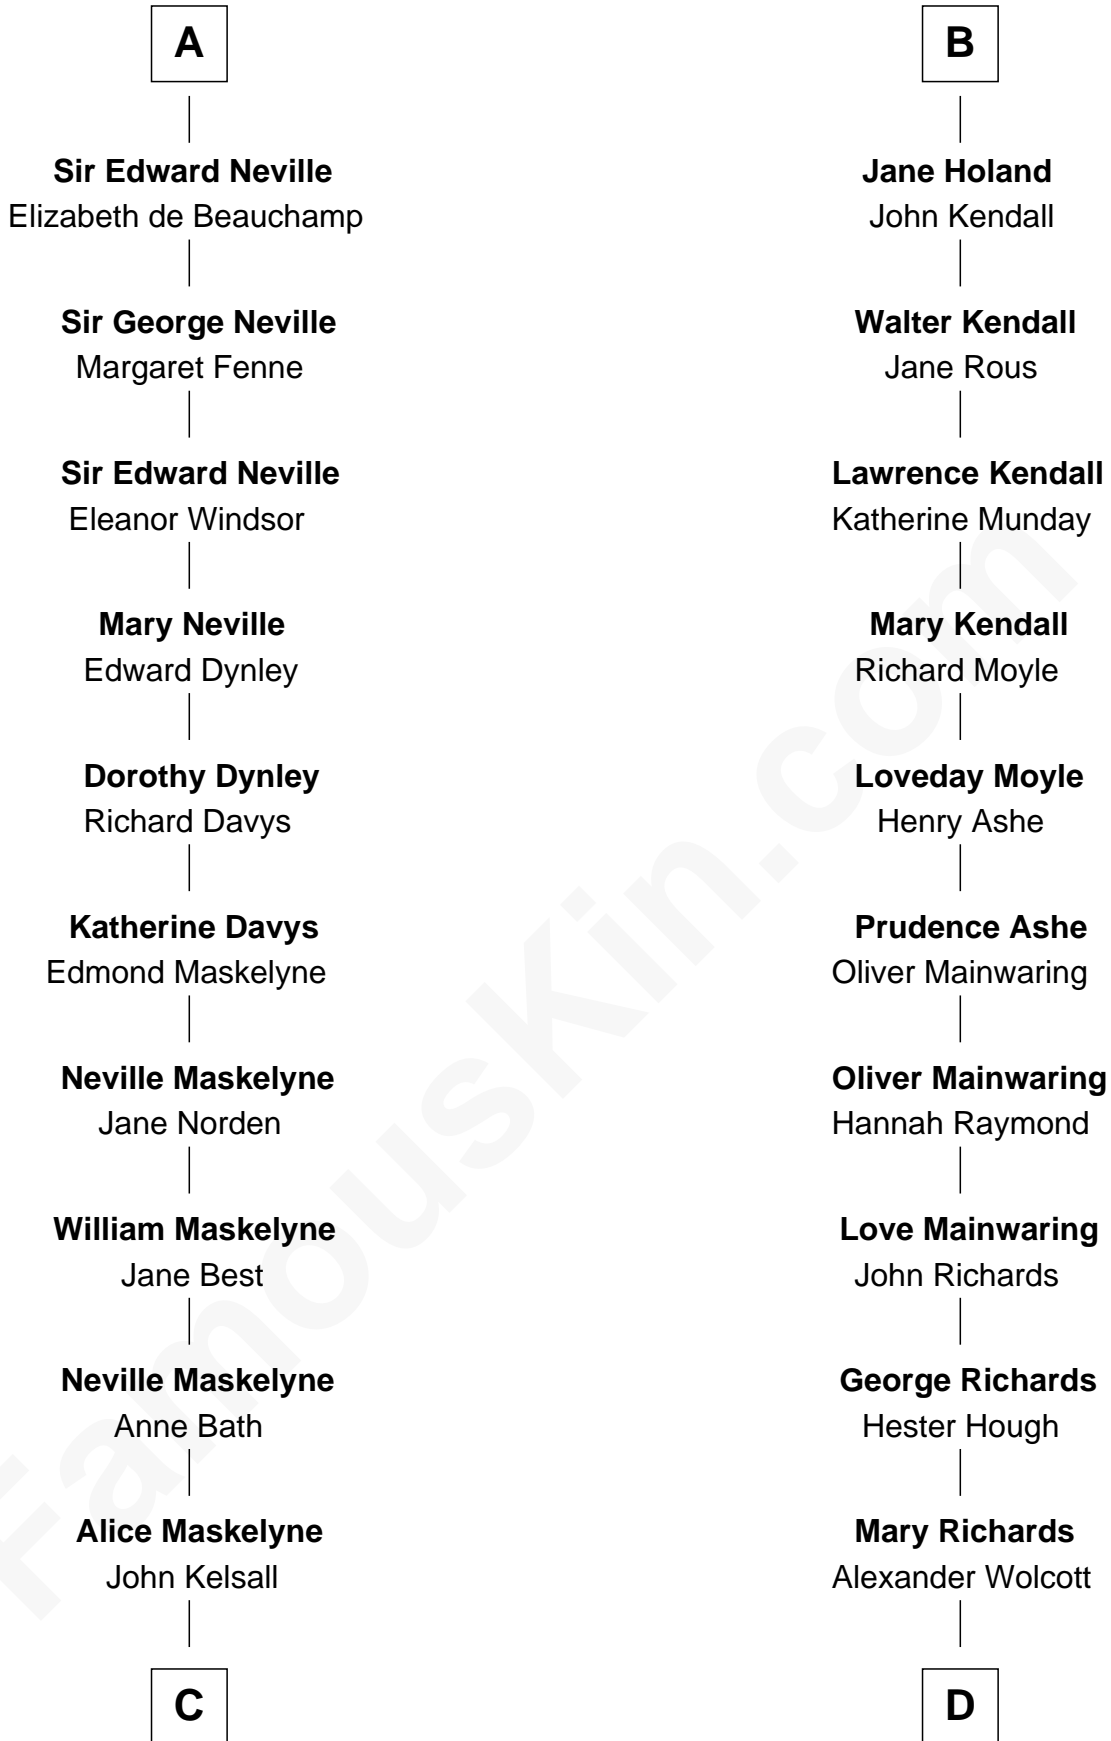 A
Sir Edward Neville
Elizabeth de Beauchamp
Sir George Neville
Margaret Fenne
Sir Edward Neville
Eleanor Windsor
Mary Neville
Edward Dynley
Dorothy Dynley
Richard Davys
Katherine Davys
Edmond Maskelyne
Neville Maskelyne
Jane Norden
William Maskelyne
Jane Best
Neville Maskelyne
Anne Bath
Alice Maskelyne
John Kelsall
C
B
Jane Holand
John Kendall
Walter Kendall
Jane Rous
Lawrence Kendall
Katherine Munday
Mary Kendall
Richard Moyle
Loveday Moyle
Henry Ashe
Prudence Ashe
Oliver Mainwaring
Oliver Mainwaring
Hannah Raymond
Love Mainwaring
John Richards
George Richards
Hester Hough
Mary Richards
Alexander Wolcott
D
FamousKin.com